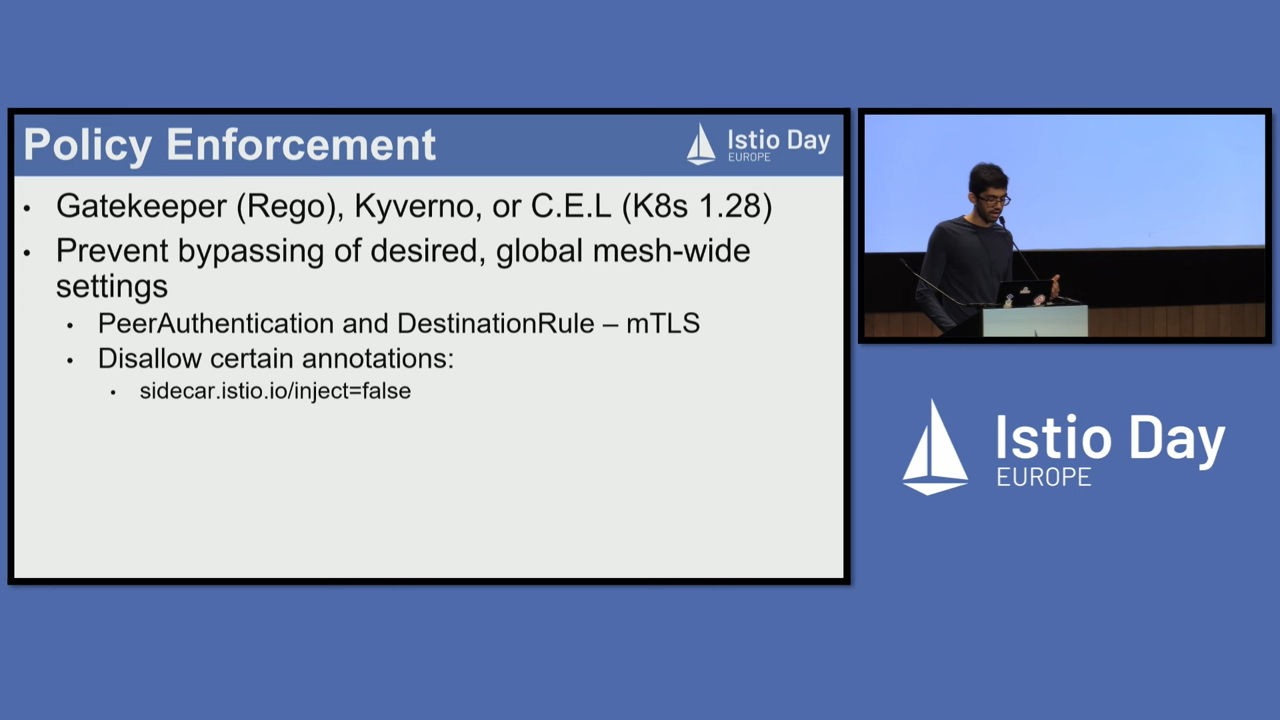 Policy Enforcement
Istio Day
EUROPE
• Gatekeeper (Rego), Kyverno, or C.E.L (K8s 1.28)
• Prevent bypassing of desired, global mesh-wide
settings
• PeerAuthentication and DestinationRule – mTLS
• Disallow certain annotations:
• sidecar.istio.io/inject=false
Istio Day
EUROPE